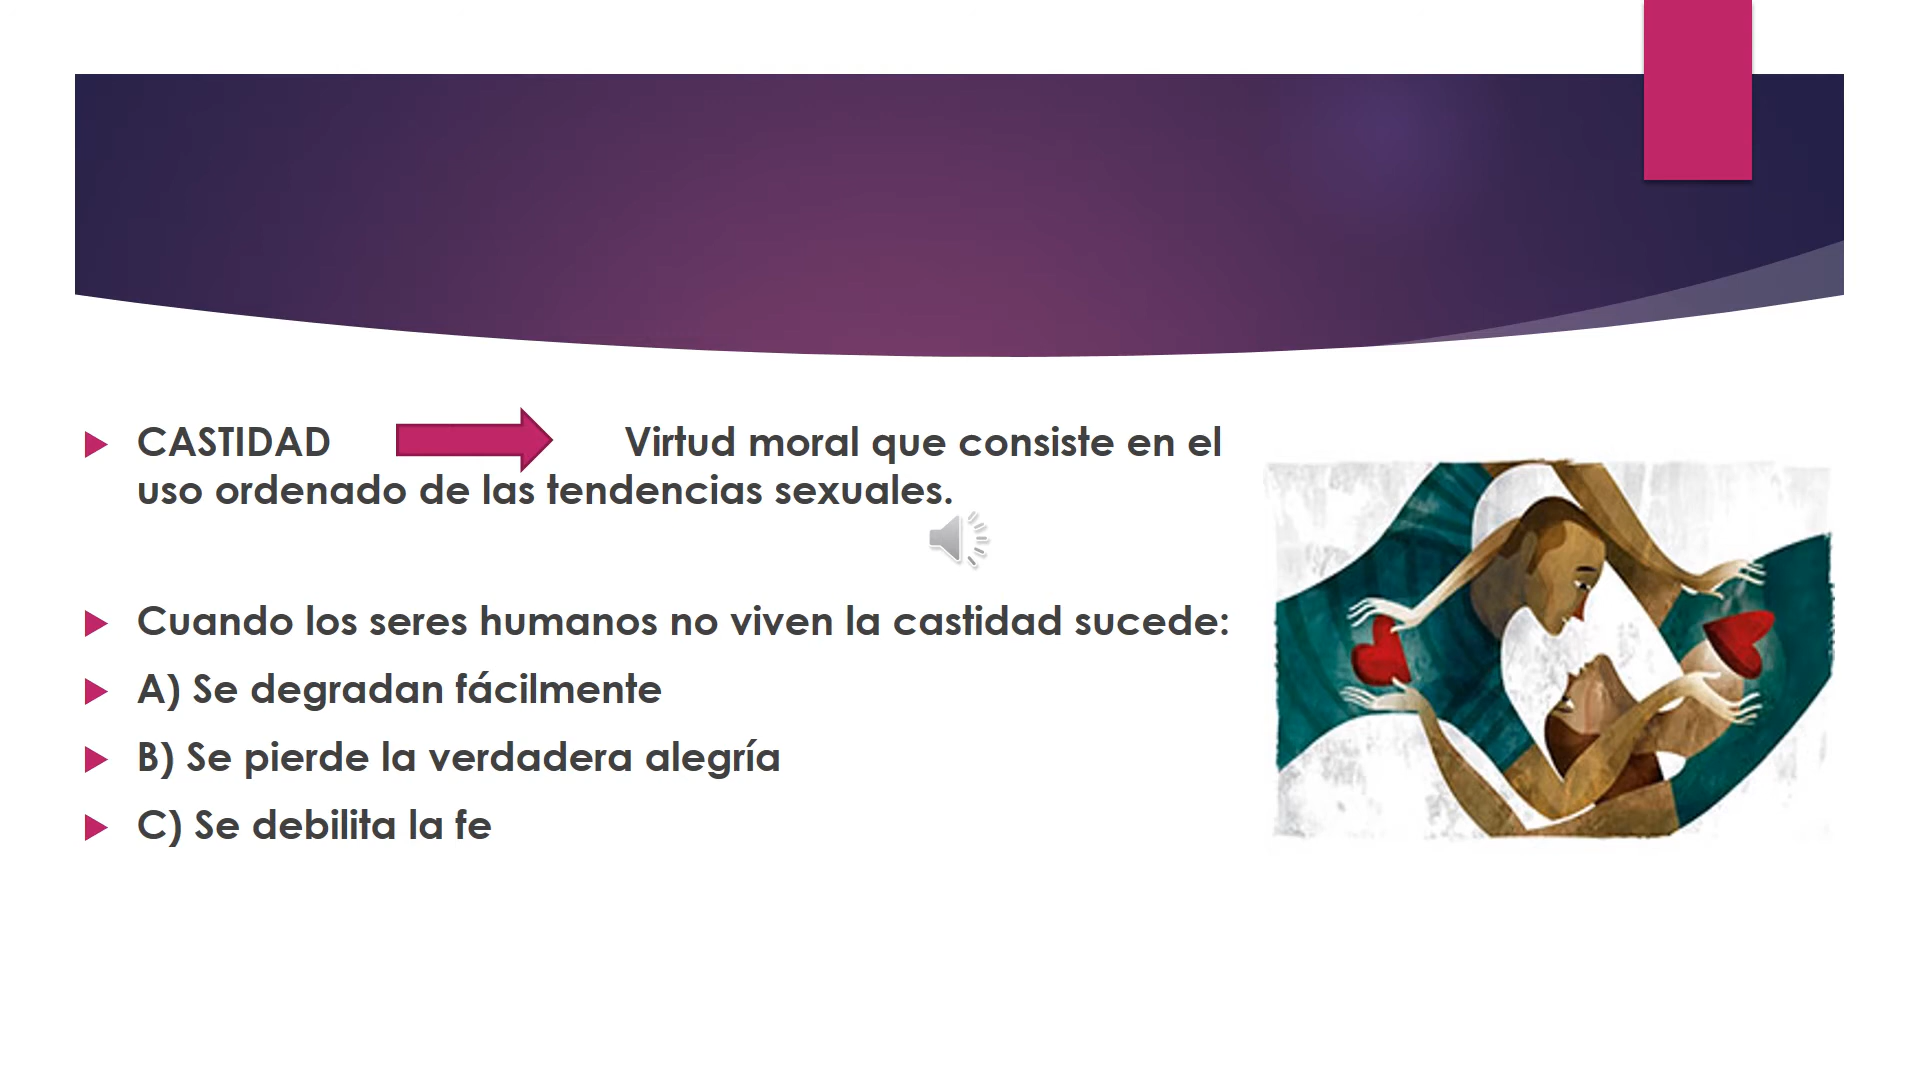 CASTIDAD Virtud moral que consiste en el
uso ordenado de las tendencias sexuales.
Cuando los seres humanos no viven la castidad sucede:
A) Se degradan fácilmente
B) Se pierde la verdadera alegría
C) Se debilita la fe